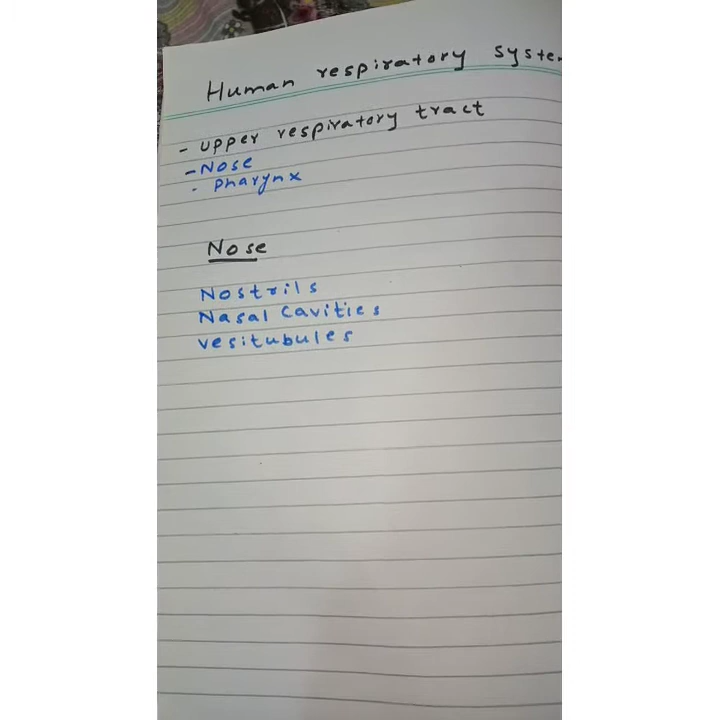 Human respiratory system
- upper respiratory tract
- Nose
- Pharynx
Nose
Nostrils
Nasal Cavities
vesitubules